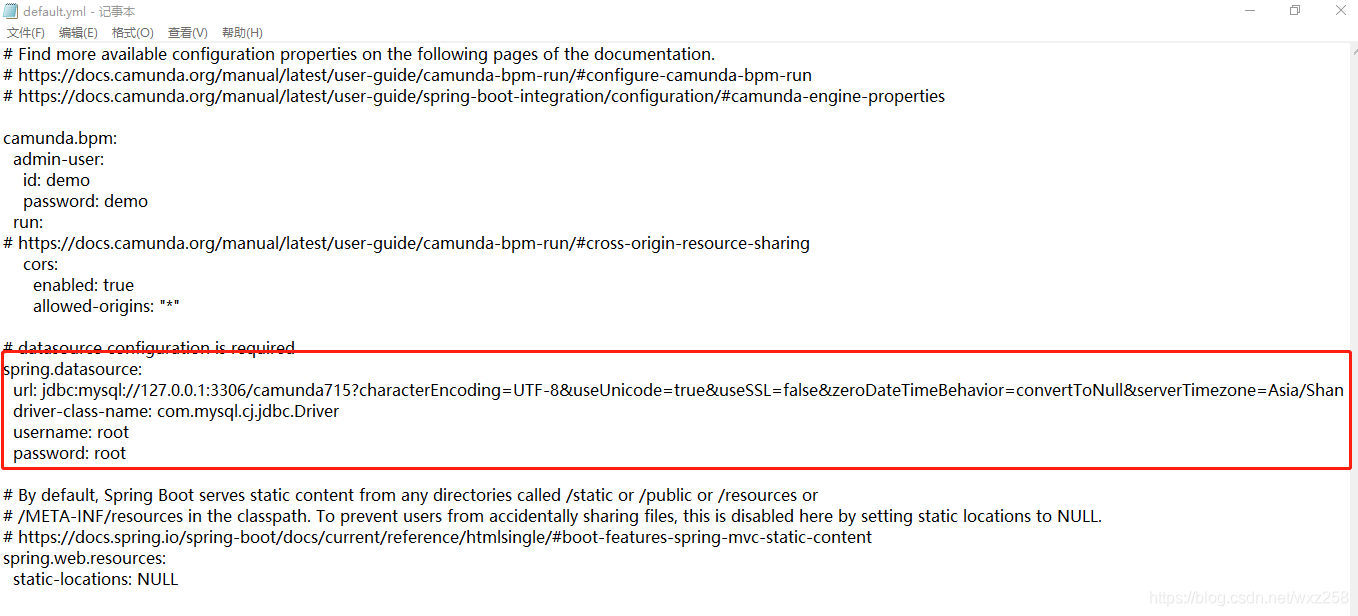 default.yml - 记事本
文件(F) 编辑(E) 格式(O) 查看(V) 帮助(H)
# Find more available configuration properties on the following pages of the documentation.
# https://docs.camunda.org/manual/latest/user-guide/camunda-bpm-run/#configure-camunda-bpm-run
# https://docs.camunda.org/manual/latest/user-guide/spring-boot-integration/configuration/#camunda-engine-properties
camunda.bpm:
admin-user:
id: demo
password: demo
run:
# https://docs.camunda.org/manual/latest/user-guide/camunda-bpm-run/#cross-origin-resource-sharing
cors:
enabled: true
allowed-origins: "*"
# datasource configuration is required
spring.datasource:
url: jdbc:mysql://127.0.0.1:3306/camunda715?characterEncoding=UTF-8&useUnicode=true&useSSL=false&zeroDateTimeBehavior=convertToNull&serverTimezone=Asia/Shan
driver-class-name: com.mysql.cj.jdbc.Driver
username: root
password: root
# By default, Spring Boot serves static content from any directories called /static or /public or /resources or
# /META-INF/resources in the classpath. To prevent users from accidentally sharing files, this is disabled here by setting static locations to NULL.
# https://docs.spring.io/spring-boot/docs/current/reference/htmlsingle/#boot-features-spring-mvc-static-content
spring.web.resources:
static-locations: NULL
https://blog.csdn.net/wxz258